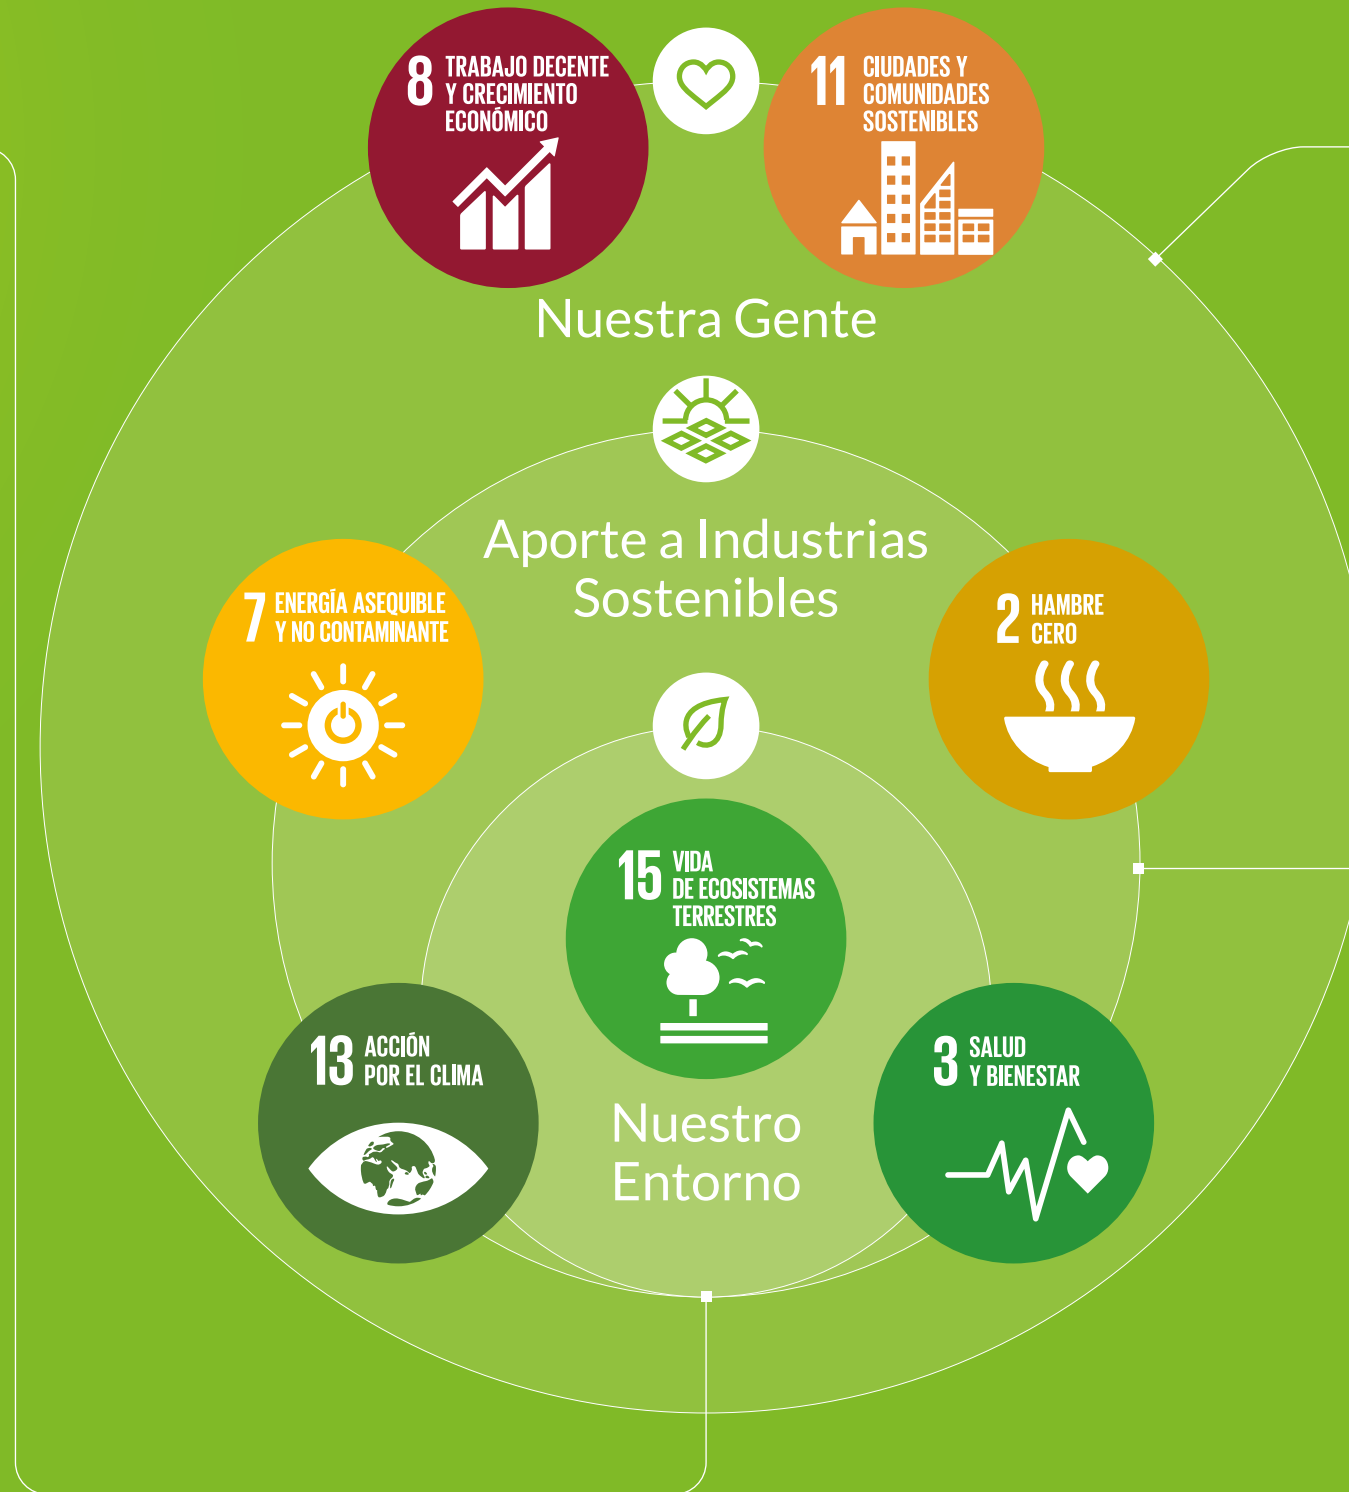 8 TRABAJO DECENTE
Y CRECIMIENTO
ECONÓMICO
11 CIUDADES Y
COMUNIDADES
SOSTENIBLES
Nuestra Gente
Aporte a Industrias
Sostenibles
7 ENERGÍA ASEQUIBLE
Y NO CONTAMINANTE
2 HAMBRE
CERO
15 VIDA
DE ECOSISTEMAS
TERRESTRES
13 ACCIÓN
POR EL CLIMA
3 SALUD
Y BIENESTAR
Nuestro
Entorno